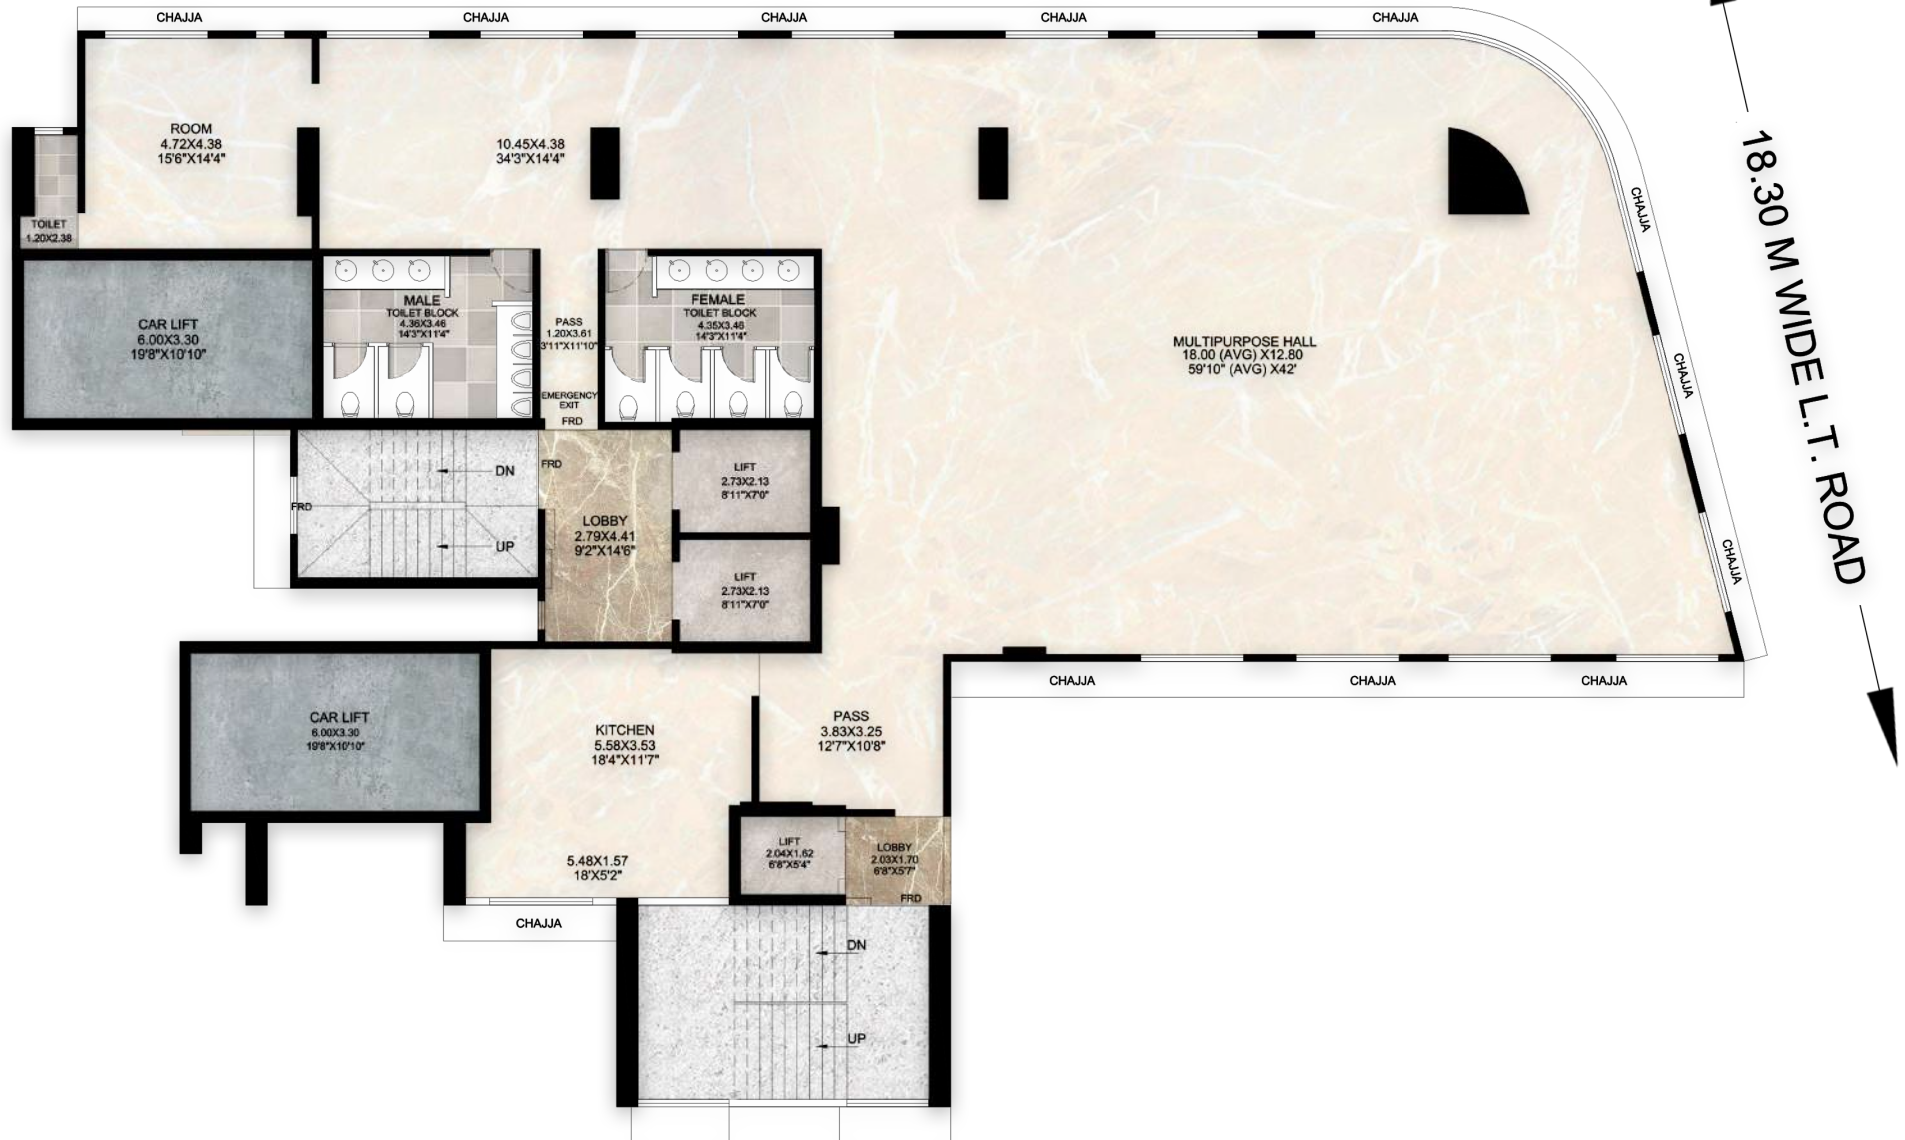 CHAJJA
CHAJJA
CHAJJA
CHAJJA
CHAJJA
ROOM
4.72X4.38
15'6"X14'4"
10.45X4.38
34'3"X14'4"
TOILET
1.20X2.38
CAR LIFT
6.00X3.30
19'8"X10'10"
MALE
TOILET BLOCK
4.36X3.46
14'3"X11'4"
PASS
1.20X3.61
3'11"X11'10"
EMERGENCY
EXIT
FRD
FEMALE
TOILET BLOCK
4.35X3.46
14'3"X11'4"
MULTIPURPOSE HALL
18.00 (AVG) X12.80
59'10" (AVG) X42'
CHAJJA
CHAJJA
CHAJJA
18.30 M WIDE L.T. ROAD
DN
FRD
FRD
UP
LOBBY
2.79X4.41
9'2"X14'6"
LIFT
2.73X2.13
8'11"X7'0"
LIFT
2.73X2.13
8'11"X7'0"
CHAJJA
CHAJJA
CHAJJA
CAR LIFT
6.00X3.30
19'8"X10'10"
KITCHEN
5.58X3.53
18'4"X11'7"
PASS
3.83X3.25
12'7"X10'8"
5.48X1.57
18'X5'2"
LIFT
2.04X1.62
6'8"X5'4"
LOBBY
2.03X1.70
6'8"X5'7"
FRD
CHAJJA
DN
UP